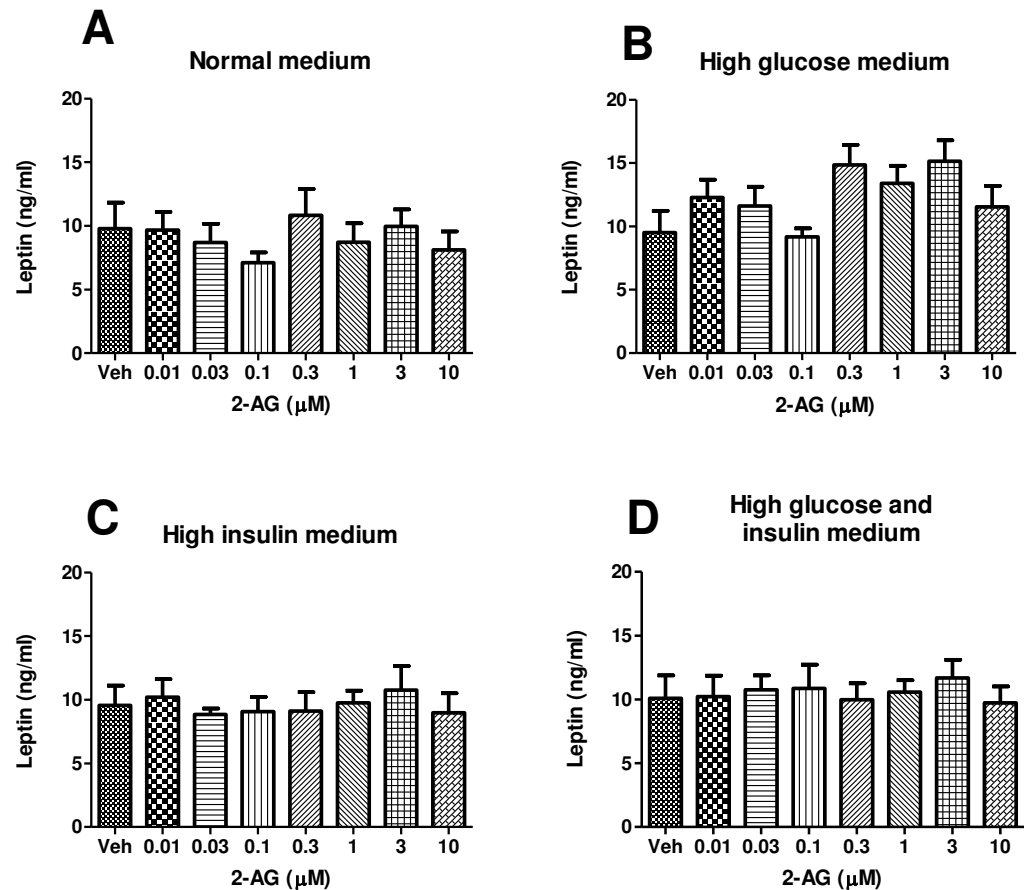 A
Normal medium
20
15
10
5
0
Leptin (ng/ml)
Veh 0.01 0.03 0.1 0.3 1 3 10
2-AG (μM)
B
High glucose medium
20
15
10
5
0
Leptin (ng/ml)
Veh 0.01 0.03 0.1 0.3 1 3 10
2-AG (μM)
C
High insulin medium
20
15
10
5
0
Leptin (ng/ml)
Veh 0.01 0.03 0.1 0.3 1 3 10
2-AG (μM)
D
High glucose and
insulin medium
20
15
10
5
0
Leptin (ng/ml)
Veh 0.01 0.03 0.1 0.3 1 3 10
2-AG (μM)